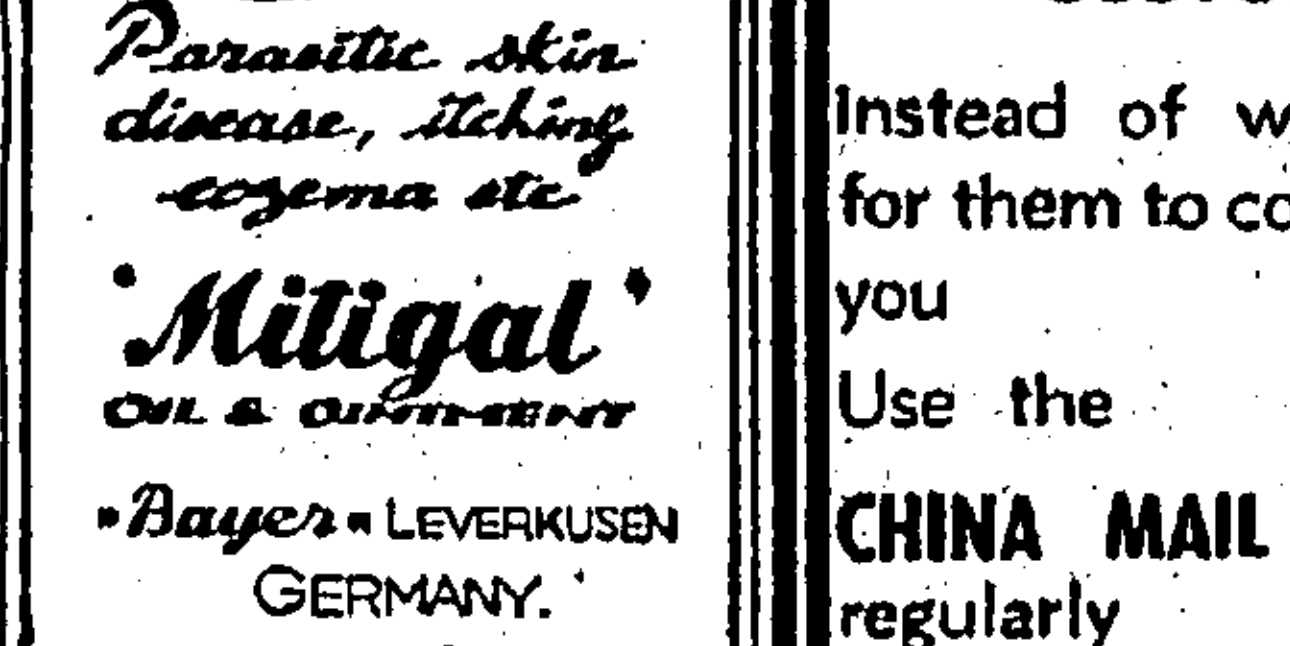 Parasitic skin
disease, itching
eczema etc
'Mitigal'
OIL & OINTMENT
"Bayer" LEVERKUSEN
GERMANY.
Instead of
for them to
you
Use the
CHINA MAIL
regularly